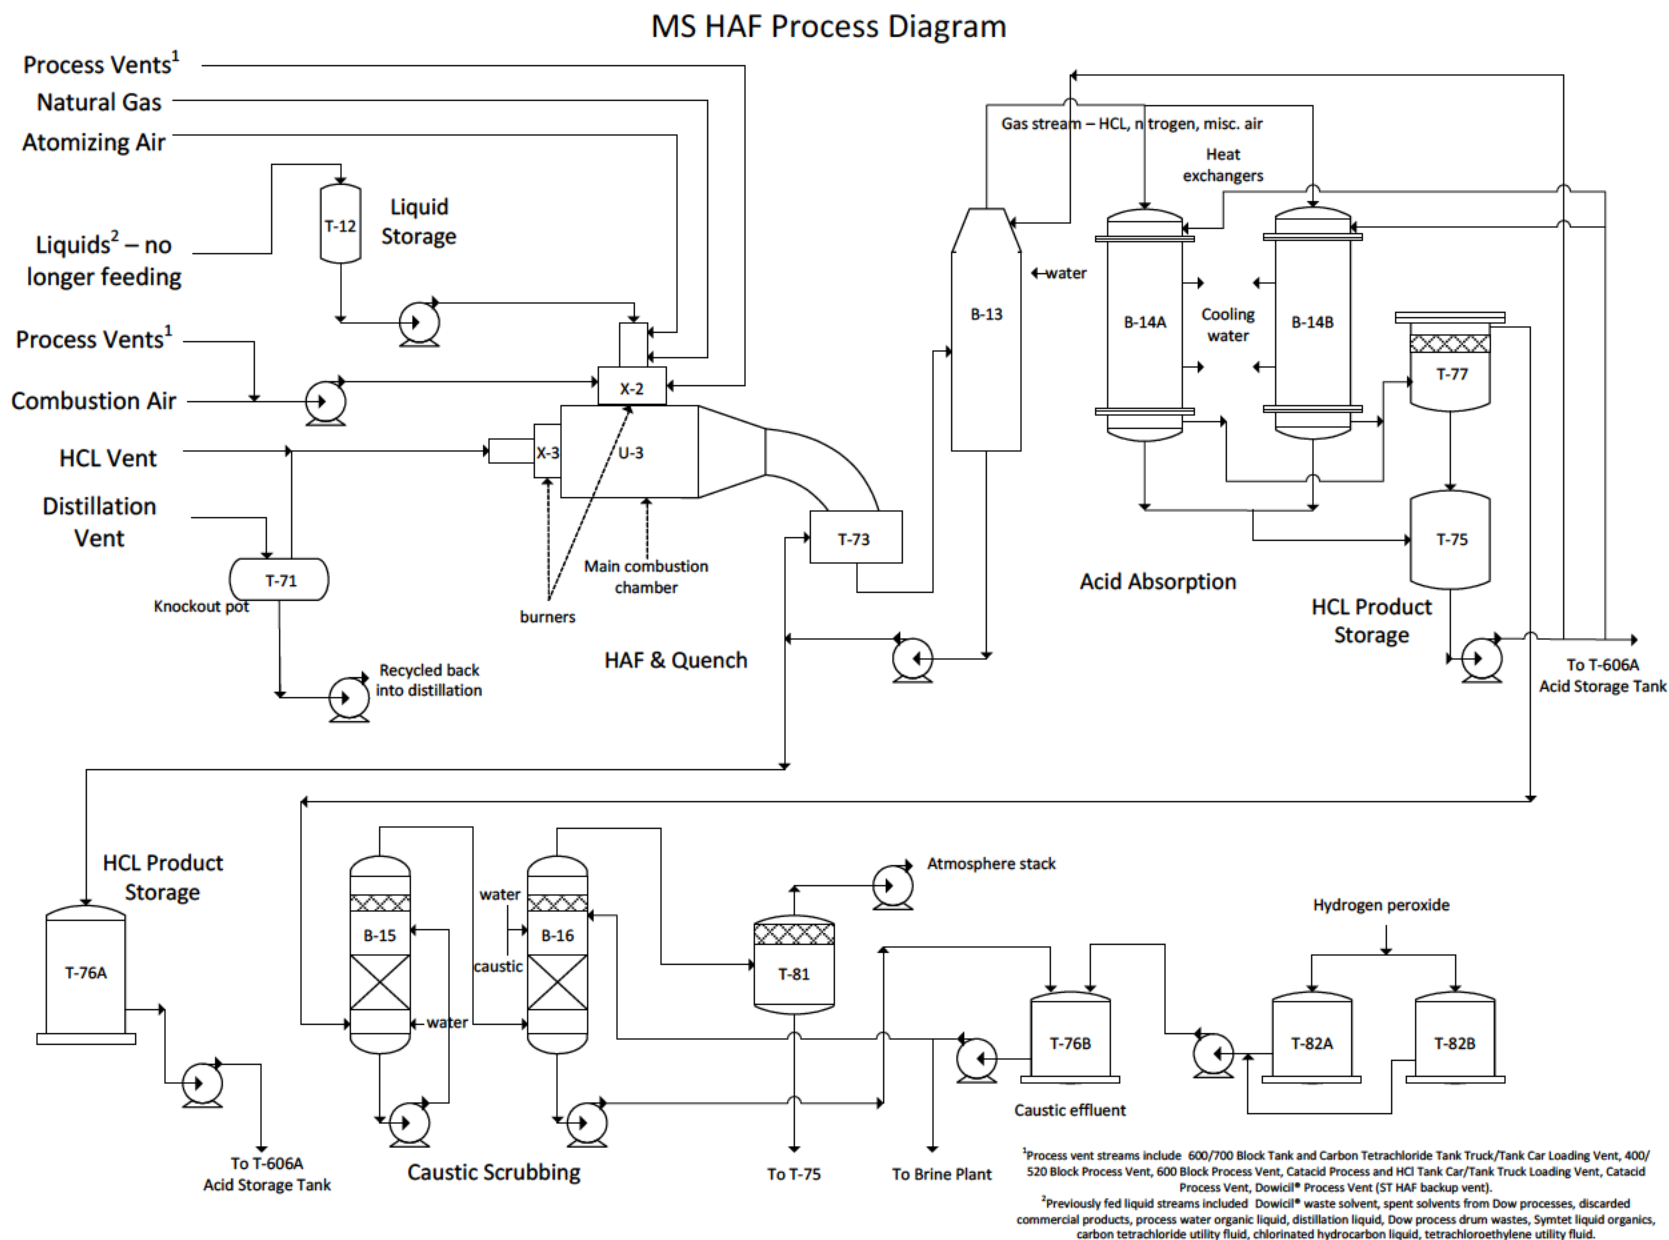 MS HAF Process Diagram
Process Vents¹
Natural Gas
Atomizing Air
Gas stream – HCL, nitrogen, misc. air
Heat
exchangers
T-12
Liquid
Storage
Liquids² – no
longer feeding
water
B-13
B-14A
Cooling
water
B-14B
Process Vents¹
T-77
X-2
Combustion Air
HCL Vent
X-3
U-3
Distillation
Vent
T-73
T-75
T-71
Knockout pot
Main combustion
chamber
burners
Acid Absorption
HCL Product
Storage
HAF & Quench
Recycled back
into distillation
To T-606A
Acid Storage Tank
HCL Product
Storage
Atmosphere stack
water
Hydrogen peroxide
B-15
B-16
caustic
T-76A
T-81
water
T-76B
T-82A
T-82B
Caustic effluent
To T-606A
Acid Storage Tank
Caustic Scrubbing
To T-75
To Brine Plant
¹Process vent streams include  600/700 Block Tank and Carbon Tetrachloride Tank Truck/Tank Car Loading Vent, 400/
520 Block Process Vent, 600 Block Process Vent, Catacid Process and HCl Tank Car/Tank Truck Loading Vent, Catacid
Process Vent, Dowicil® Process Vent (ST HAF backup vent).
²Previously fed liquid streams included  Dowicil® waste solvent, spent solvents from Dow processes, discarded
commercial products, process water organic liquid, distillation liquid, Dow process drum wastes, Symtet liquid organics,
carbon tetrachloride utility fluid, chlorinated hydrocarbon liquid, tetrachloroethylene utility fluid.